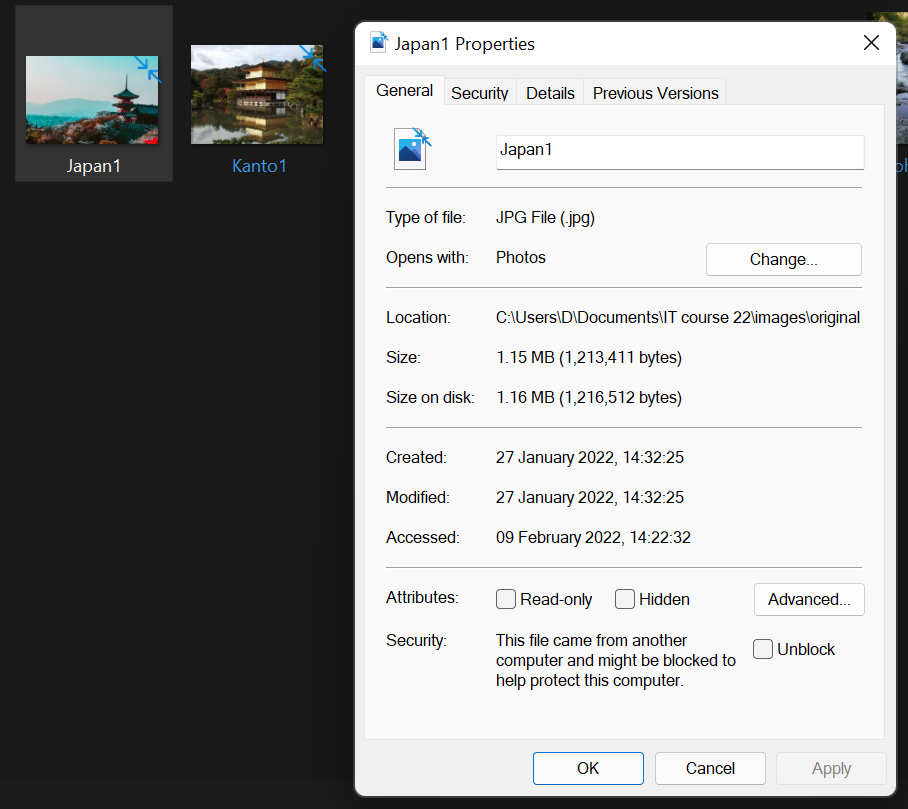 Japan1
Kanto1
Japan1 Properties
General
Security
Details
Previous Versions
Japan1
Type of file:
JPG File (.jpg)
Opens with:
Photos
Change...
Location:
C:\Users\D\Documents\IT course 22\images\original
Size:
1.15 MB (1,213,411 bytes)
Size on disk:
1.16 MB (1,216,512 bytes)
Created:
27 January 2022, 14:32:25
Modified:
27 January 2022, 14:32:25
Accessed:
09 February 2022, 14:22:32
Attributes:
Read-only
Hidden
Advanced...
Security:
This file came from another
computer and might be blocked to
help protect this computer.
Unblock
OK
Cancel
Apply